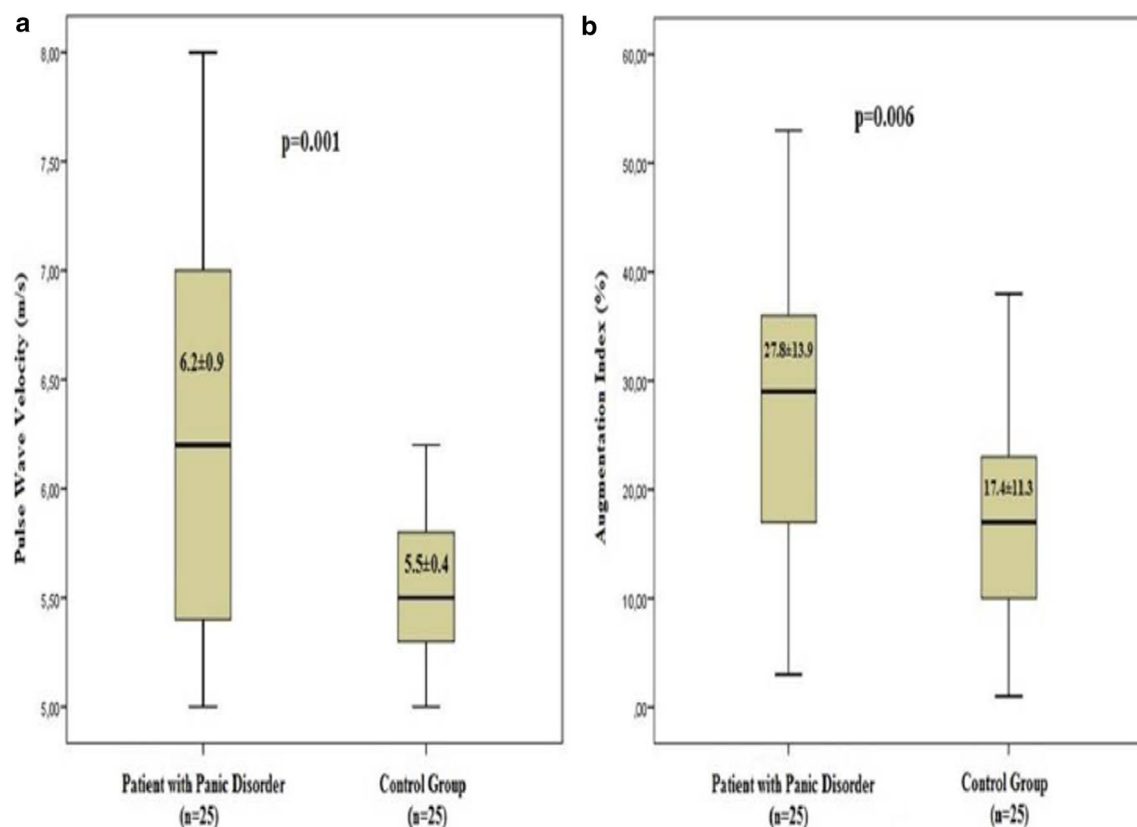 a
8,00
7,50
7,00
6,50
6,00
5,50
5,00
Pulse Wave Velocity (m/s)
p=0.001
6.2±0.9
5.5±0.4
Patient with Panic Disorder
(n=25)
Control Group
(n=25)
b
60,00
50,00
40,00
30,00
20,00
10,00
,00
Augmentation Index (%)
p=0.006
27.8±13.9
17.4±11.3
Patient with Panic Disorder
(n=25)
Control Group
(n=25)